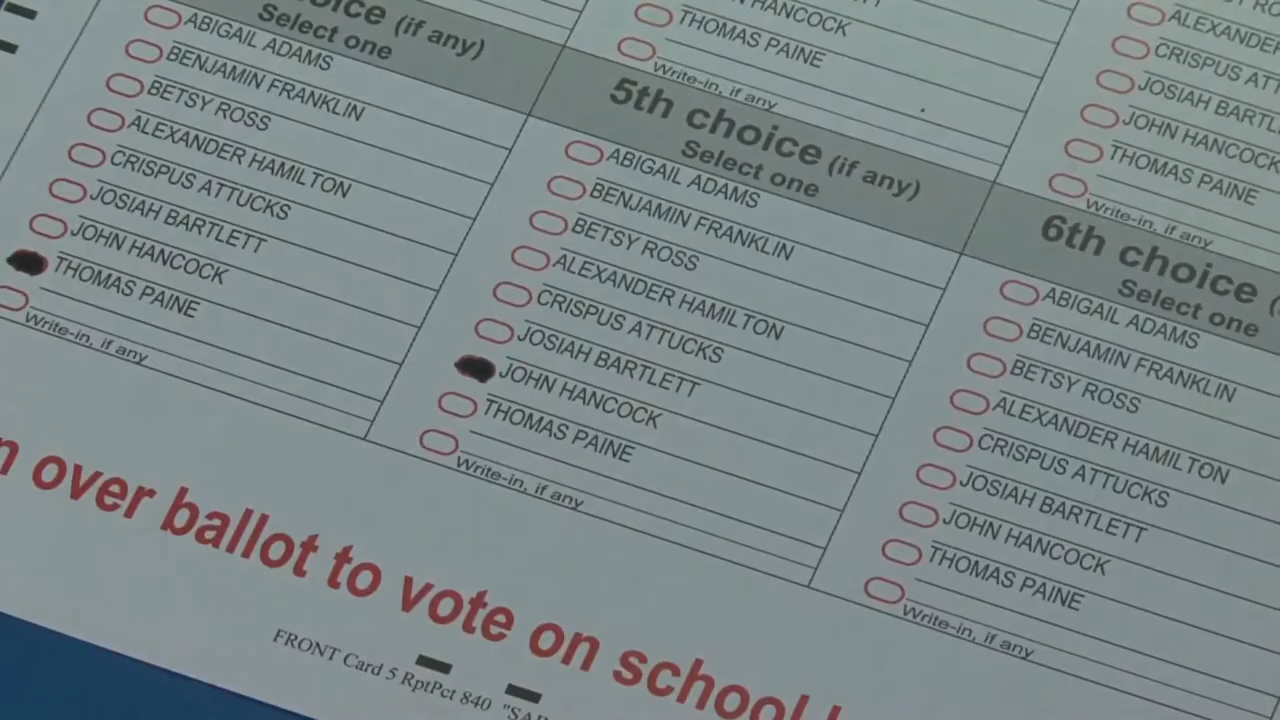 (if any)
Select one
ABIGAIL ADAMS
BENJAMIN FRANKLIN
BETSY ROSS
ALEXANDER HAMILTON
CRISPUS ATTUCKS
JOSIAH BARTLETT
JOHN HANCOCK
THOMAS PAINE
Write-in, if any
HANCOCK
THOMAS PAINE
Write-in, if any
5th choice (if any)
Select one
ABIGAIL ADAMS
BENJAMIN FRANKLIN
BETSY ROSS
ALEXANDER HAMILTON
CRISPUS ATTUCKS
JOSIAH BARTLETT
JOHN HANCOCK
THOMAS PAINE
Write-in, if any
ALEXANDER
CRISPUS ATT
JOSIAH BARTL
JOHN HANCOCK
THOMAS PAINE
Write-in, if any
6th choice (
Select one
ABIGAIL ADAMS
BENJAMIN FRANKLIN
BETSY ROSS
ALEXANDER HAMILTON
CRISPUS ATTUCKS
JOSIAH BARTLETT
JOHN HANCOCK
THOMAS PAINE
Write-in, if any
n over ballot to vote on school
FRONT Card 5 RptPct 840 "SA